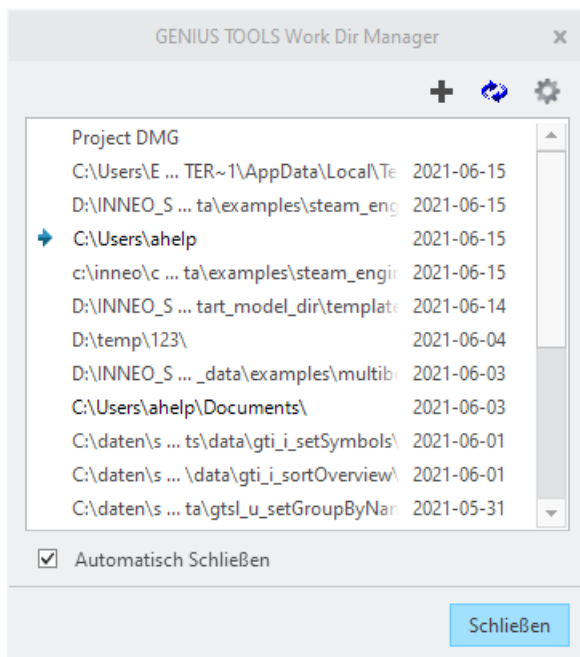 GENIUS TOOLS Work Dir Manager
Project DMG
C:\Users\E ... TER~1\AppData\Local\Te 2021-06-15
D:\INNEO_S ... ta\examples\steam_eng 2021-06-15
C:\Users\ahelp 2021-06-15
c:\inneo\c ... ta\examples\steam_engi 2021-06-15
D:\INNEO_S ... tart_model_dir\template 2021-06-14
D:\temp\123\ 2021-06-04
D:\INNEO_S ... _data\examples\multib 2021-06-03
C:\Users\ahelp\Documents\ 2021-06-03
C:\daten\s ... ts\data\gti_i_setSymbols\ 2021-06-01
C:\daten\s ... \data\gti_i_sortOverview\ 2021-06-01
C:\daten\s ... ta\gtsl_u_setGroupByNam 2021-05-31
Automatisch Schließen
Schließen